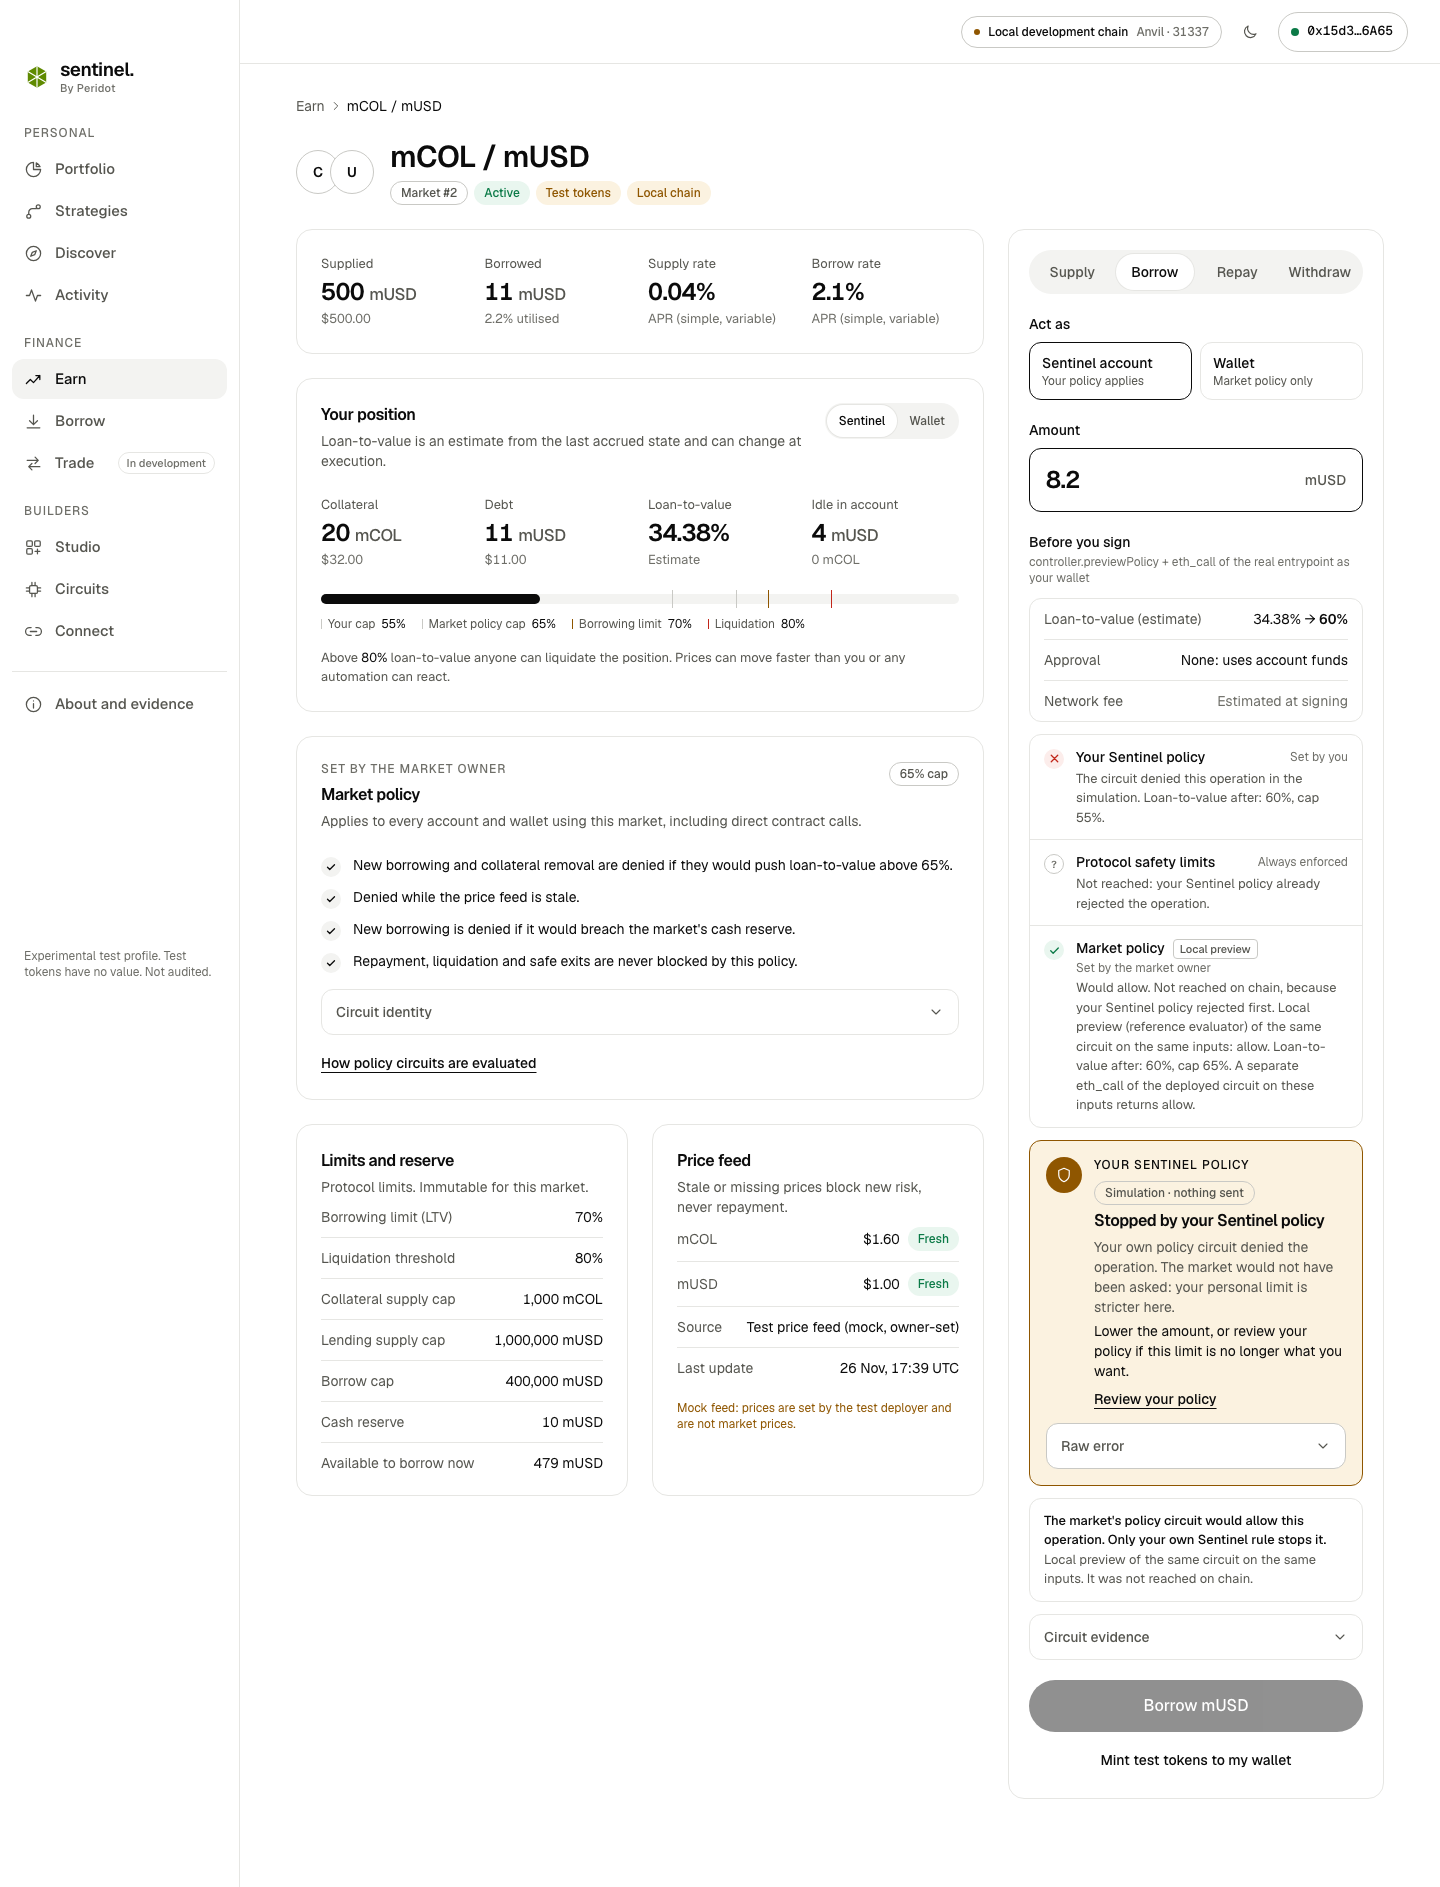 Local development chain Anvil · 31337
0x15d3…6A65
sentinel.
By Peridot
PERSONAL
Portfolio
Strategies
Discover
Activity
FINANCE
Earn
Borrow
Trade In development
BUILDERS
Studio
Circuits
Connect
About and evidence
Experimental test profile. Test
tokens have no value. Not audited.
Earn > mCOL / mUSD
C U
mCOL / mUSD
Market #2 Active Test tokens Local chain
Supplied Borrowed Supply rate Borrow rate
500 mUSD 11 mUSD 0.04% 2.1%
$500.00 2.2% utilised APR (simple, variable) APR (simple, variable)
Your position
Sentinel Wallet
Loan-to-value is an estimate from the last accrued state and can change at
execution.
Collateral Debt Loan-to-value Idle in account
20 mCOL 11 mUSD 34.38% 4 mUSD
$32.00 $11.00 Estimate 0 mCOL
Your cap 55% Market policy cap 65% Borrowing limit 70% Liquidation 80%
Above 80% loan-to-value anyone can liquidate the position. Prices can move faster than you or any
automation can react.
SET BY THE MARKET OWNER
65% cap
Market policy
Applies to every account and wallet using this market, including direct contract calls.
New borrowing and collateral removal are denied if they would push loan-to-value above 65%.
Denied while the price feed is stale.
New borrowing is denied if it would breach the market's cash reserve.
Repayment, liquidation and safe exits are never blocked by this policy.
Circuit identity
How policy circuits are evaluated
Limits and reserve
Protocol limits. Immutable for this market.
Borrowing limit (LTV) 70%
Liquidation threshold 80%
Collateral supply cap 1,000 mCOL
Lending supply cap 1,000,000 mUSD
Borrow cap 400,000 mUSD
Cash reserve 10 mUSD
Available to borrow now 479 mUSD
Price feed
Stale or missing prices block new risk,
never repayment.
mCOL $1.60 Fresh
mUSD $1.00 Fresh
Source Test price feed (mock, owner-set)
Last update 26 Nov, 17:39 UTC
Mock feed: prices are set by the test deployer and
are not market prices.
Supply Borrow Repay Withdraw
Act as
Sentinel account
Your policy applies
Wallet
Market policy only
Amount
8.2 mUSD
Before you sign
controller.previewPolicy + eth_call of the real entrypoint as
your wallet
Loan-to-value (estimate) 34.38% → 60%
Approval None: uses account funds
Network fee Estimated at signing
Your Sentinel policy Set by you
The circuit denied this operation in the
simulation. Loan-to-value after: 60%, cap
55%.
? Protocol safety limits Always enforced
Not reached: your Sentinel policy already
rejected the operation.
Market policy Local preview
Set by the market owner
Would allow. Not reached on chain, because
your Sentinel policy rejected first. Local
preview (reference evaluator) of the same
circuit on the same inputs: allow. Loan-to-
value after: 60%, cap 65%. A separate
eth_call of the deployed circuit on these
inputs returns allow.
YOUR SENTINEL POLICY
Simulation · nothing sent
Stopped by your Sentinel policy
Your own policy circuit denied the
operation. The market would not have
been asked: your personal limit is
stricter here.
Lower the amount, or review your
policy if this limit is no longer what you
want.
Review your policy
Raw error
The market's policy circuit would allow this
operation. Only your own Sentinel rule stops it.
Local preview of the same circuit on the same
inputs. It was not reached on chain.
Circuit evidence
Borrow mUSD
Mint test tokens to my wallet